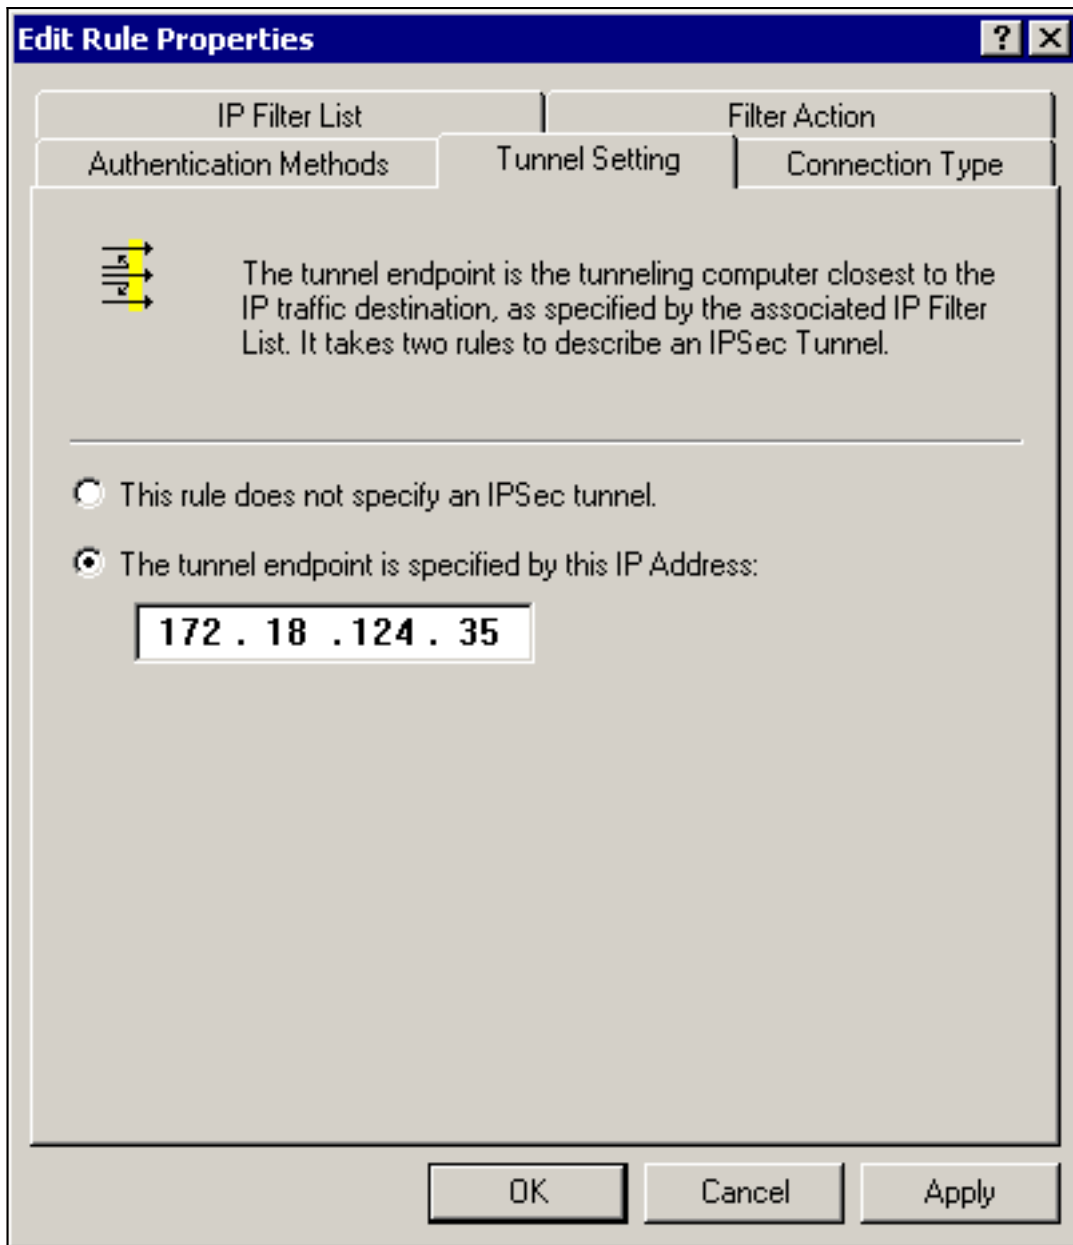 Edit Rule Properties
IP Filter List
Filter Action
Authentication Methods
Tunnel Setting
Connection Type
The tunnel endpoint is the tunneling computer closest to the
IP traffic destination, as specified by the associated IP Filter
List. It takes two rules to describe an IPSec Tunnel.
This rule does not specify an IPSec tunnel.
The tunnel endpoint is specified by this IP Address:
172 . 18 . 124 . 35
OK
Cancel
Apply